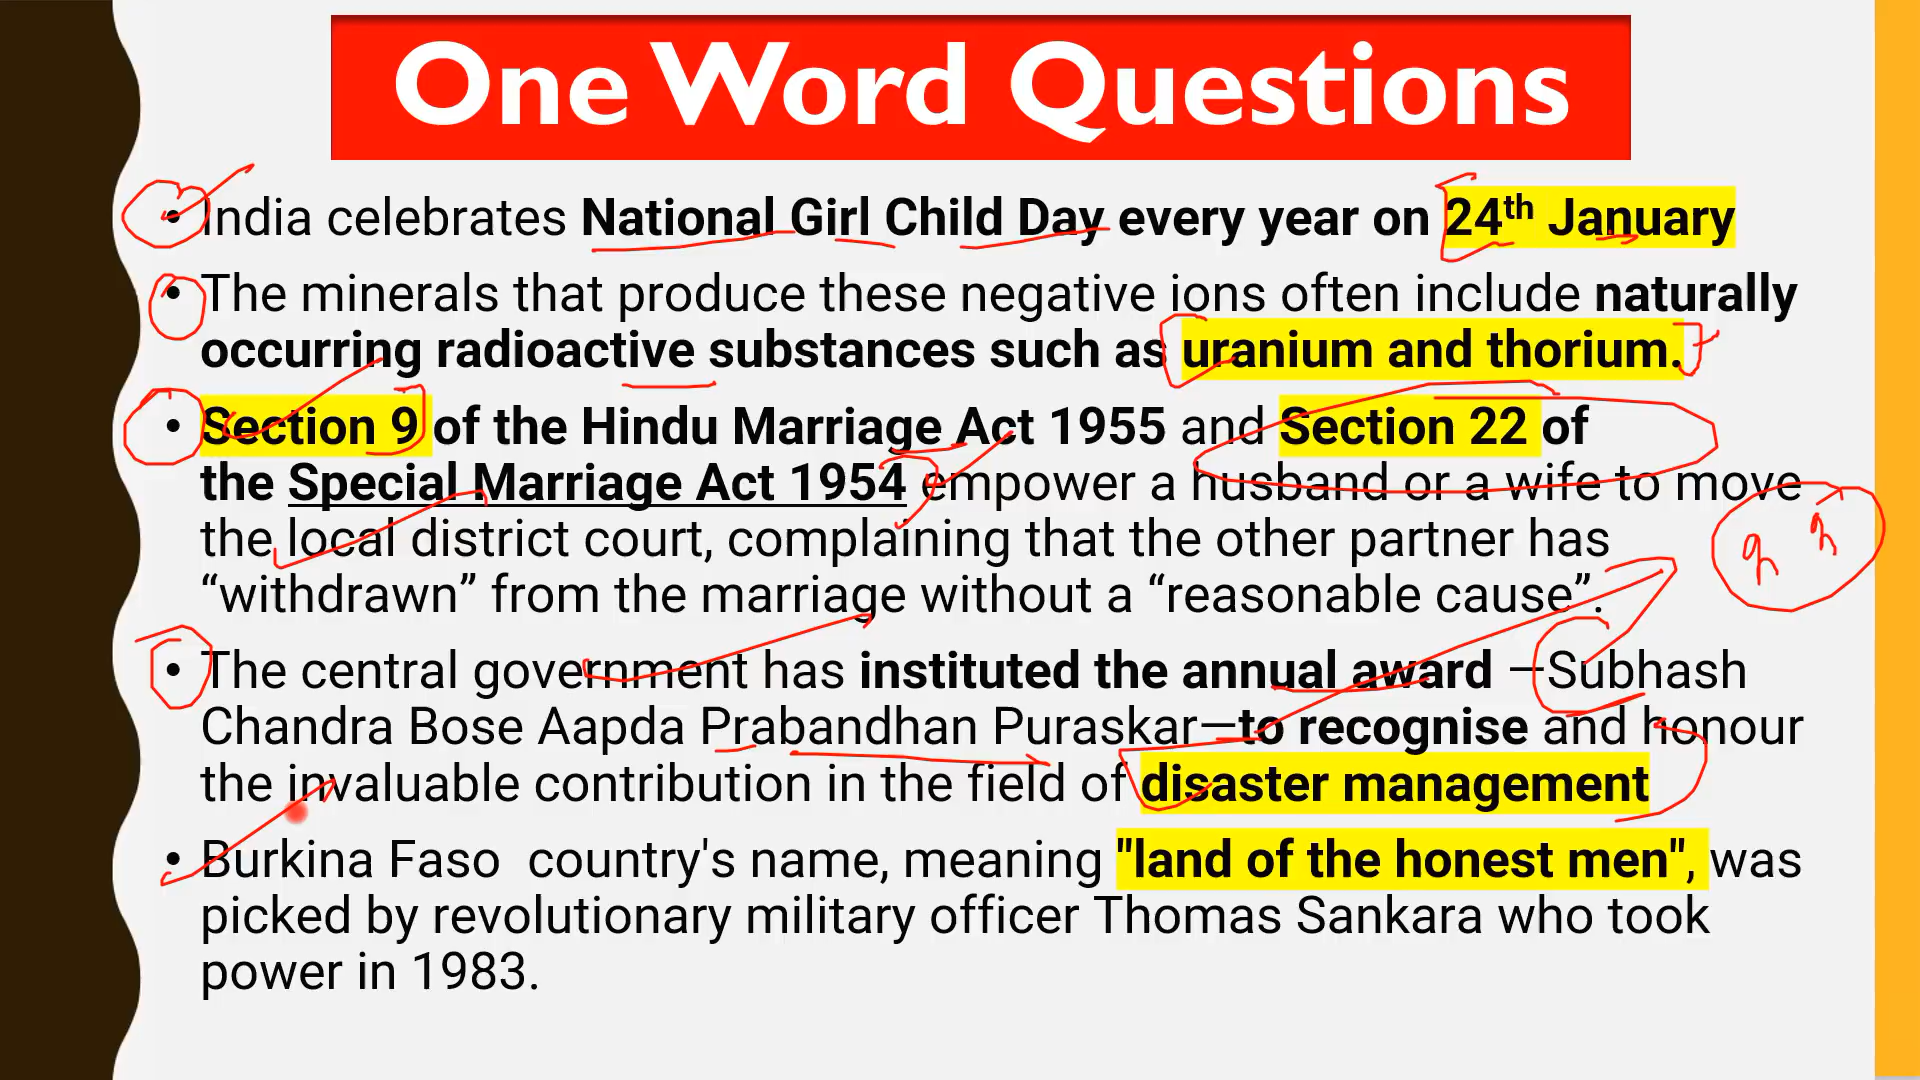 One Word Questions
• India celebrates National Girl Child Day every year on 24th January
• The minerals that produce these negative ions often include naturally
occurring radioactive substances such as uranium and thorium.
• Section 9 of the Hindu Marriage Act 1955 and Section 22 of
the Special Marriage Act 1954 empower a husband or a wife to move
the local district court, complaining that the other partner has
“withdrawn” from the marriage without a “reasonable cause”.
• The central government has instituted the annual award —Subhash
Chandra Bose Aapda Prabandhan Puraskar—to recognise and honour
the invaluable contribution in the field of disaster management
• Burkina Faso  country's name, meaning "land of the honest men", was
picked by revolutionary military officer Thomas Sankara who took
power in 1983.